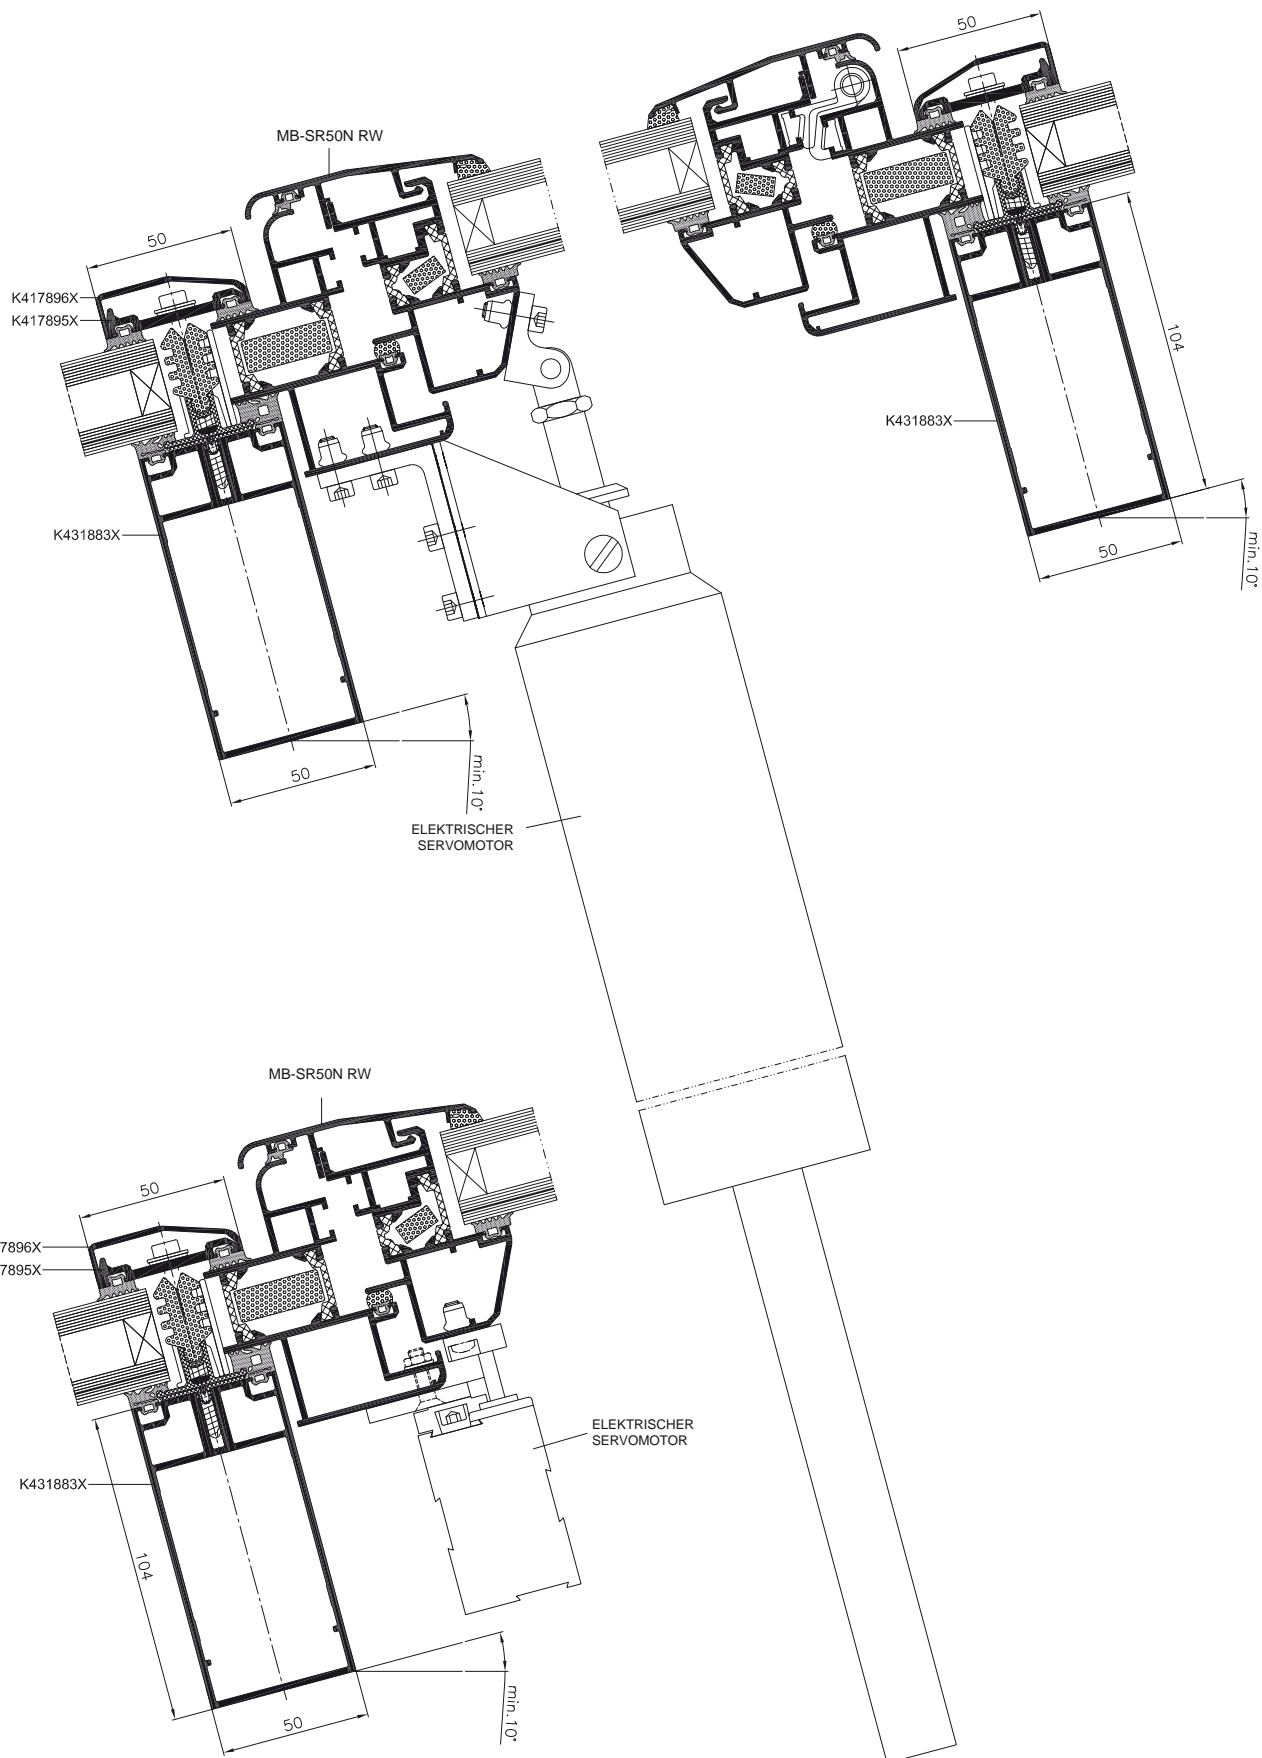 50
MB-SR50N RW
50
K417896X
K417895X
104
K431883X
K431883X
50
min.10°
50
min.10°
ELEKTRISCHER
SERVOMOTOR
MB-SR50N RW
50
7896X
7895X
ELEKTRISCHER
SERVOMOTOR
K431883X
104
50
min.10°